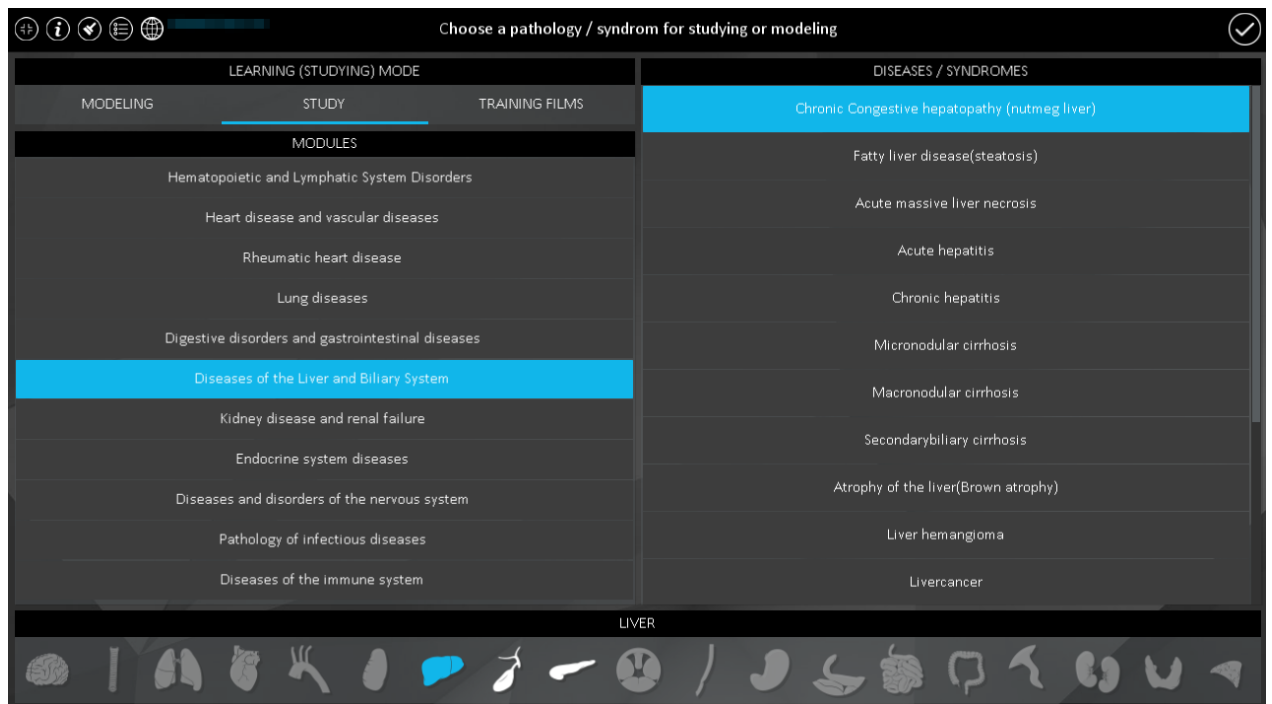 Choose a pathology / syndrom for studying or modeling
LEARNING (STUDYING) MODE
MODELING STUDY TRAINING FILMS
MODULES
Hematopoietic and Lymphatic System Disorders
Heart disease and vascular diseases
Rheumatic heart disease
Lung diseases
Digestive disorders and gastrointestinal diseases
Diseases of the Liver and Biliary System
Kidney disease and renal failure
Endocrine system diseases
Diseases and disorders of the nervous system
Pathology of infectious diseases
Diseases of the immune system
DISEASES / SYNDROMES
Chronic Congestive hepatopathy (nutmeg liver)
Fatty liver disease(steatosis)
Acute massive liver necrosis
Acute hepatitis
Chronic hepatitis
Micronodular cirrhosis
Macronodular cirrhosis
Secondarybiliary cirrhosis
Atrophy of the liver(Brown atrophy)
Liver hemangioma
Livercancer
LIVER